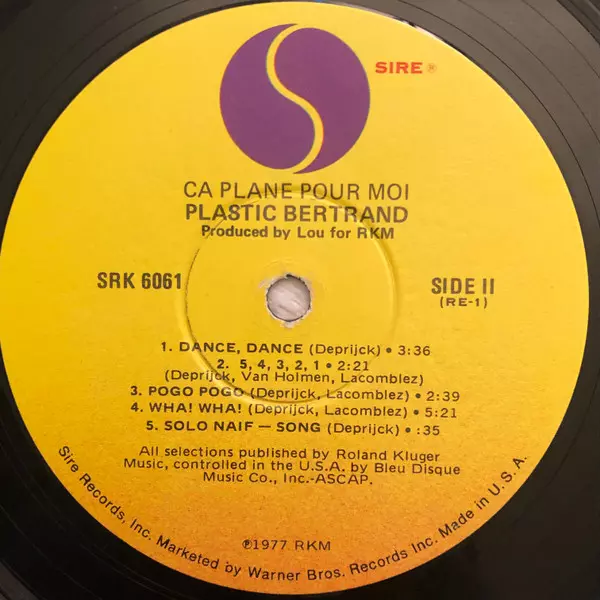 SIRE®
CA PLANE POUR MOI
PLASTIC BERTRAND
Produced by Lou for RKM
SRK 6061
SIDE II
(RE-1)
1. DANCE, DANCE (Deprijck) • 3:36
2. 5, 4, 3, 2, 1 • 2:21
(Deprijck, Van Holmen, Lacomblez)
3. POGO POGO (Deprijck, Lacomblez) • 2:39
4. WHA! WHA! (Deprijck, Lacomblez) • 5:21
5. SOLO NAIF — SONG (Deprijck) • :35
All selections published by Roland Kluger
Music, controlled in the U.S.A. by Bleu Disque
Music Co., Inc.-ASCAP.
℗1977 RKM
Sire Records, Inc. Marketed by Warner Bros. Records Inc. Made in U.S.A.